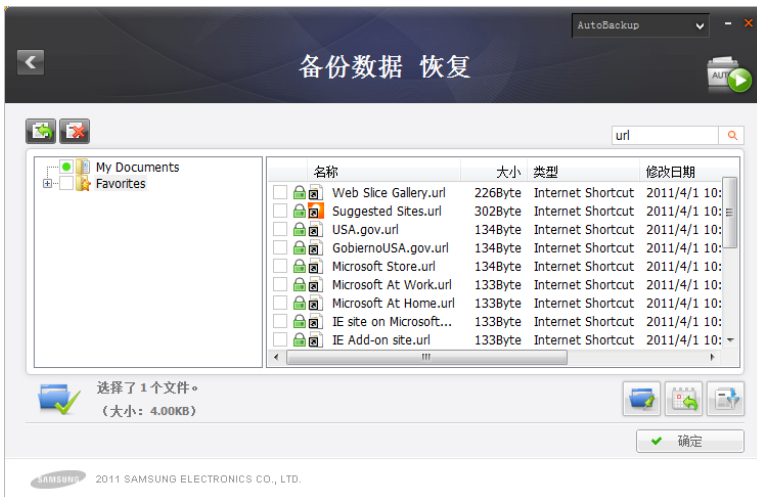 AutoBackup
备份数据 恢复
AUTO
url
My Documents
Favorites
名称 大小 类型 修改日期
Web Slice Gallery.url 226Byte Internet Shortcut 2011/4/1 10:
Suggested Sites.url 302Byte Internet Shortcut 2011/4/1 10:
USA.gov.url 134Byte Internet Shortcut 2011/4/1 10:
GobiernoUSA.gov.url 134Byte Internet Shortcut 2011/4/1 10:
Microsoft Store.url 134Byte Internet Shortcut 2011/4/1 10:
Microsoft At Work.url 133Byte Internet Shortcut 2011/4/1 10:
Microsoft At Home.url 133Byte Internet Shortcut 2011/4/1 10:
IE site on Microsoft... 133Byte Internet Shortcut 2011/4/1 10:
IE Add-on site.url 133Byte Internet Shortcut 2011/4/1 10:
选择了1个文件。
（大小：4.00KB）
确定
SAMSUNG 2011 SAMSUNG ELECTRONICS CO., LTD.